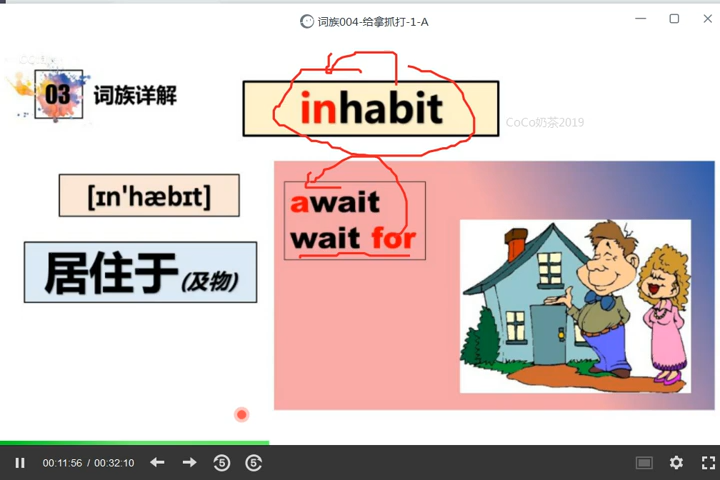 词族004-给拿抓打-1-A
03 词族详解
inhabit
CoCo奶茶2019
[ɪn'hæbɪt]
居住于(及物)
await
wait for
00:11:56 / 00:32:10
5 5